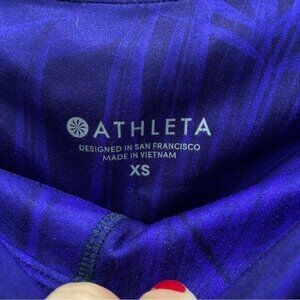 ATHLETA
DESIGNED IN SAN FRANCISCO
MADE IN VIETNAM
XS